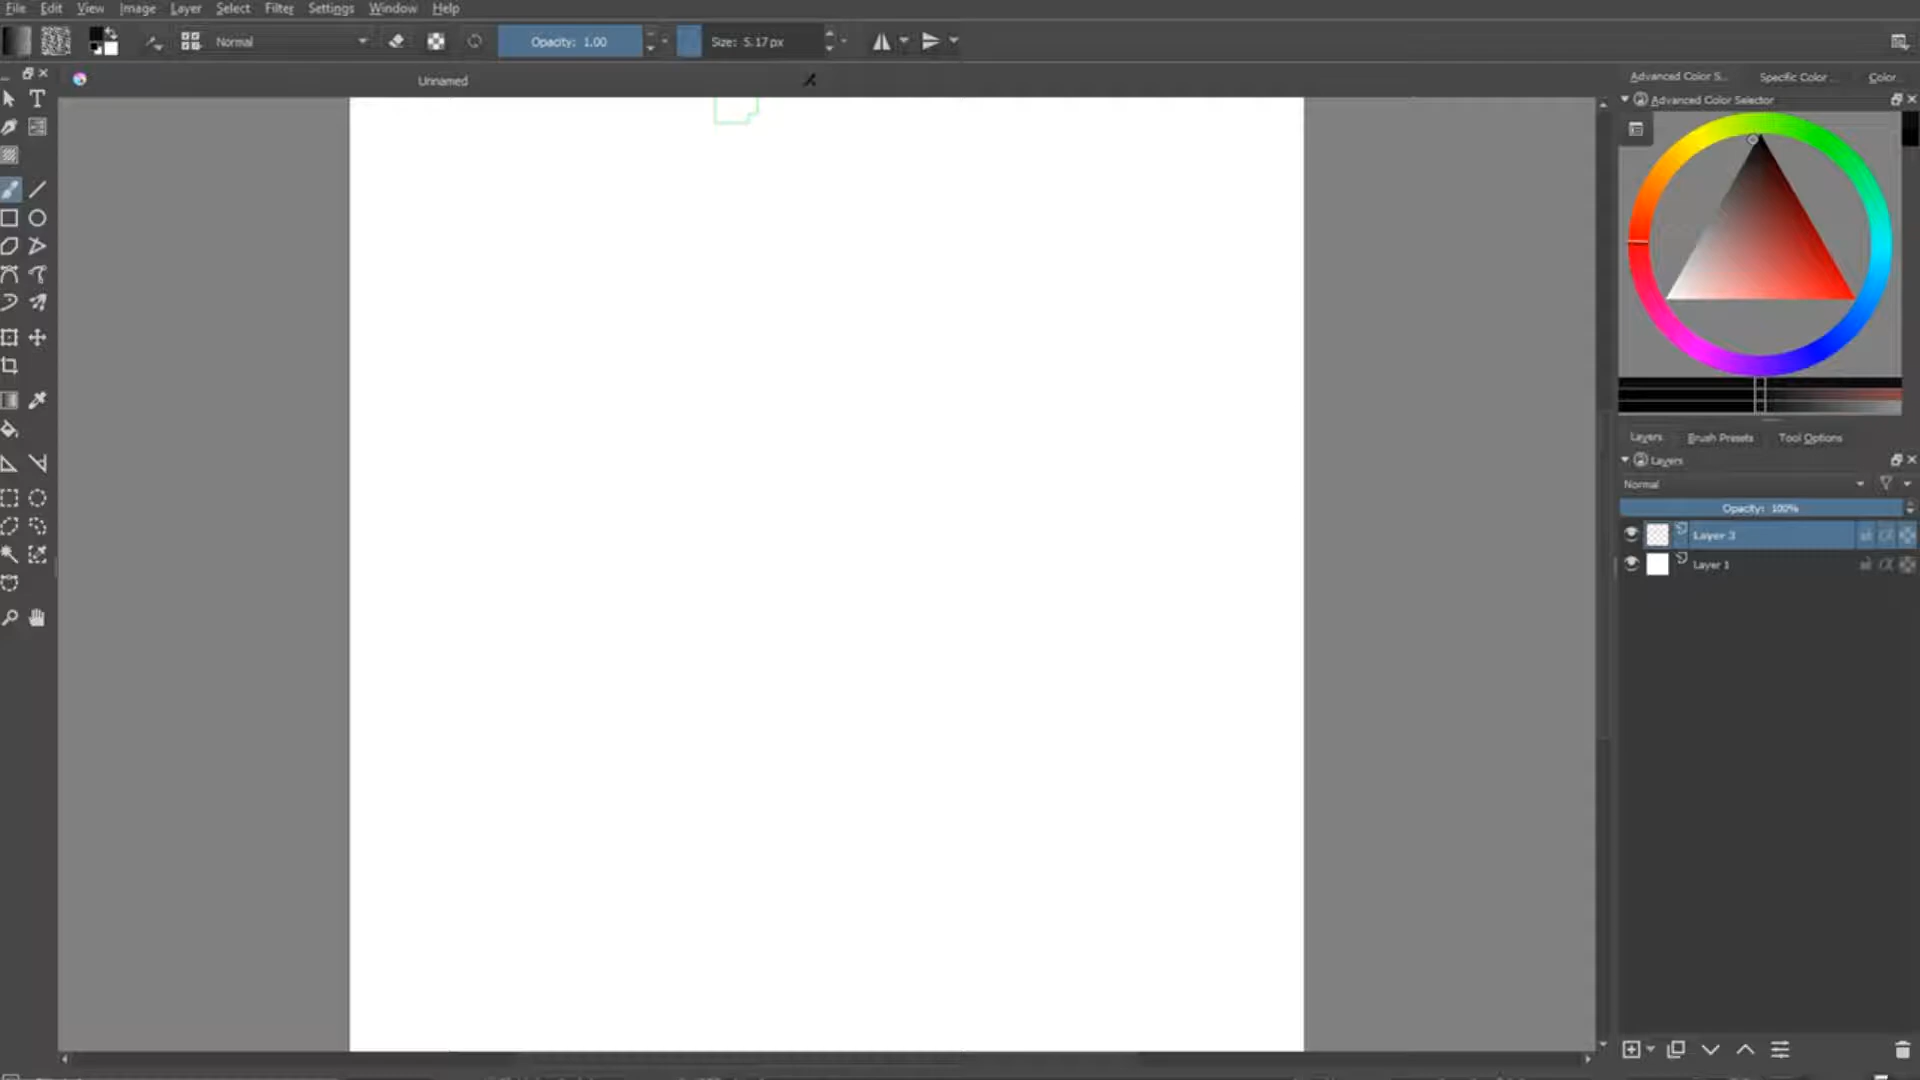 File Edit View Image Layer Select Filter Settings Window Help
Normal Opacity: 1.00 Size: 5.17 px
Unnamed
Advanced Color S... Specific Color ... Color
Advanced Color Selector
Layers Brush Presets Tool Options
Layers
Normal
Opacity: 100%
Layer 3
Layer 1